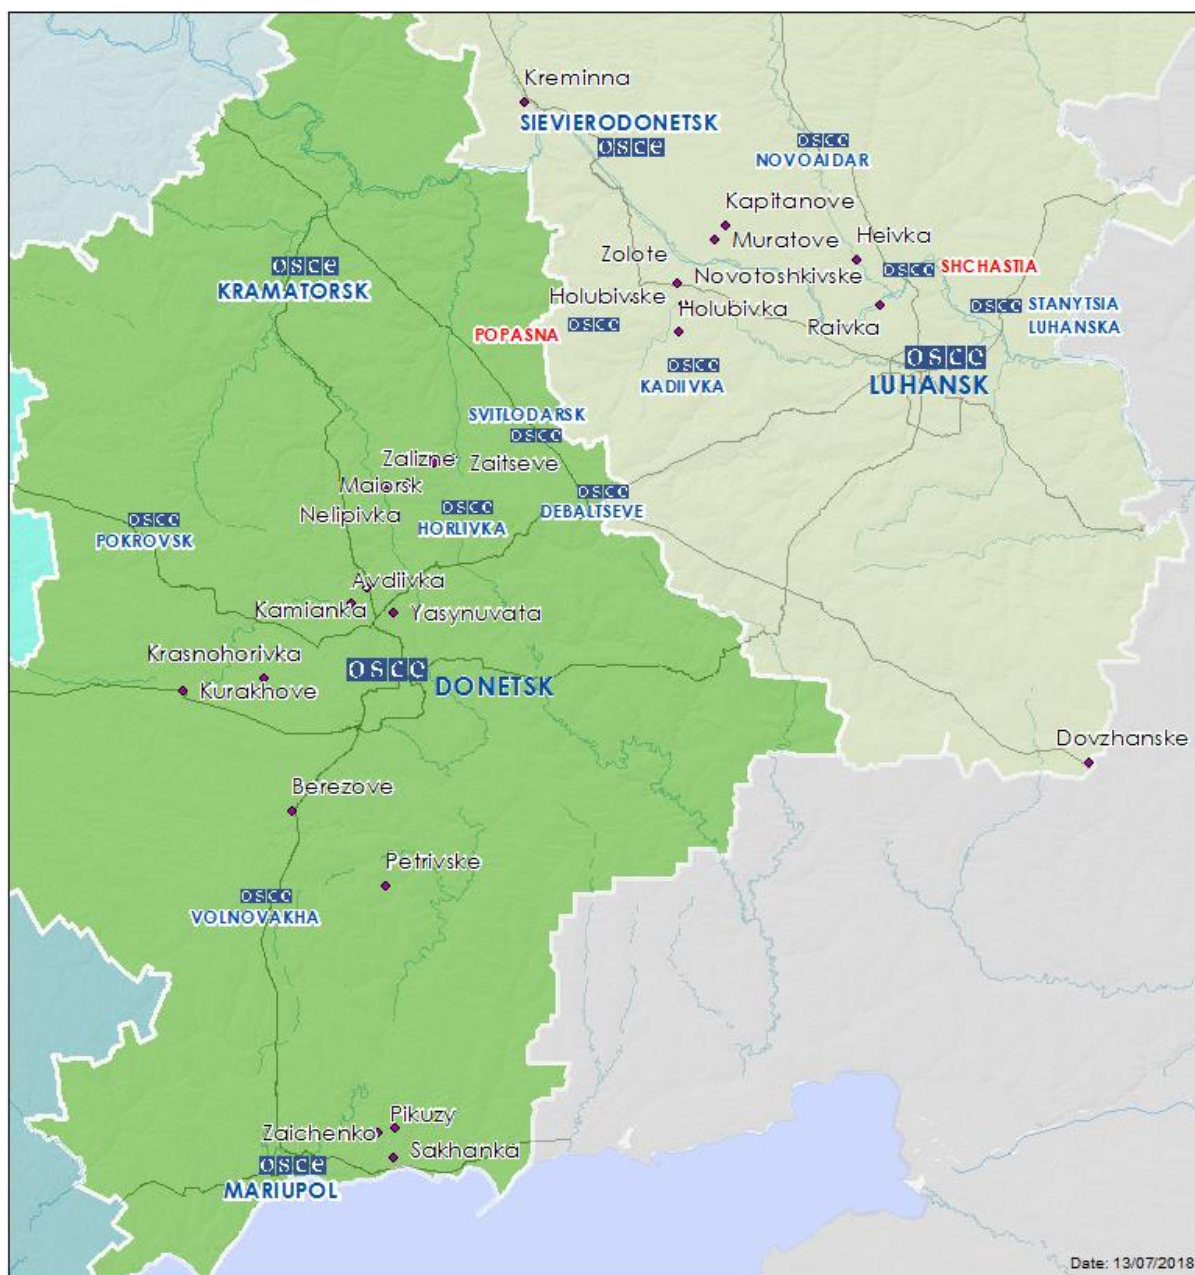 Kreminna
SIEVIERODONETSK
osce
osce
NOVOAIDAR
Kapitanove
Muratove
Heivka
Zolote
osce
SHCHASTIA
osce
KRAMATORSK
Novotoshkivske
Holubivske
Holubivka
Raivka
osce
STANYTSIA
LUHANSKA
POPASNA
osce
osce
LUHANSK
osce
KADIIVKA
SVITLODARSK
osce
Zalizne
Zaitseve
Maiorsk
Nelipivka
osce
HORLIVKA
osce
DEBALTSEVE
osce
POKROVSK
Avdiivka
Kamianka
Yasynuvata
Krasnohorivka
Kurakhove
osce
DONETSK
Dovzhanske
Berezove
Petrivske
osce
VOLNOVAKHA
Pikuzy
Zaichenko
Sakhanka
osce
MARIUPOL
Date: 13/07/2018